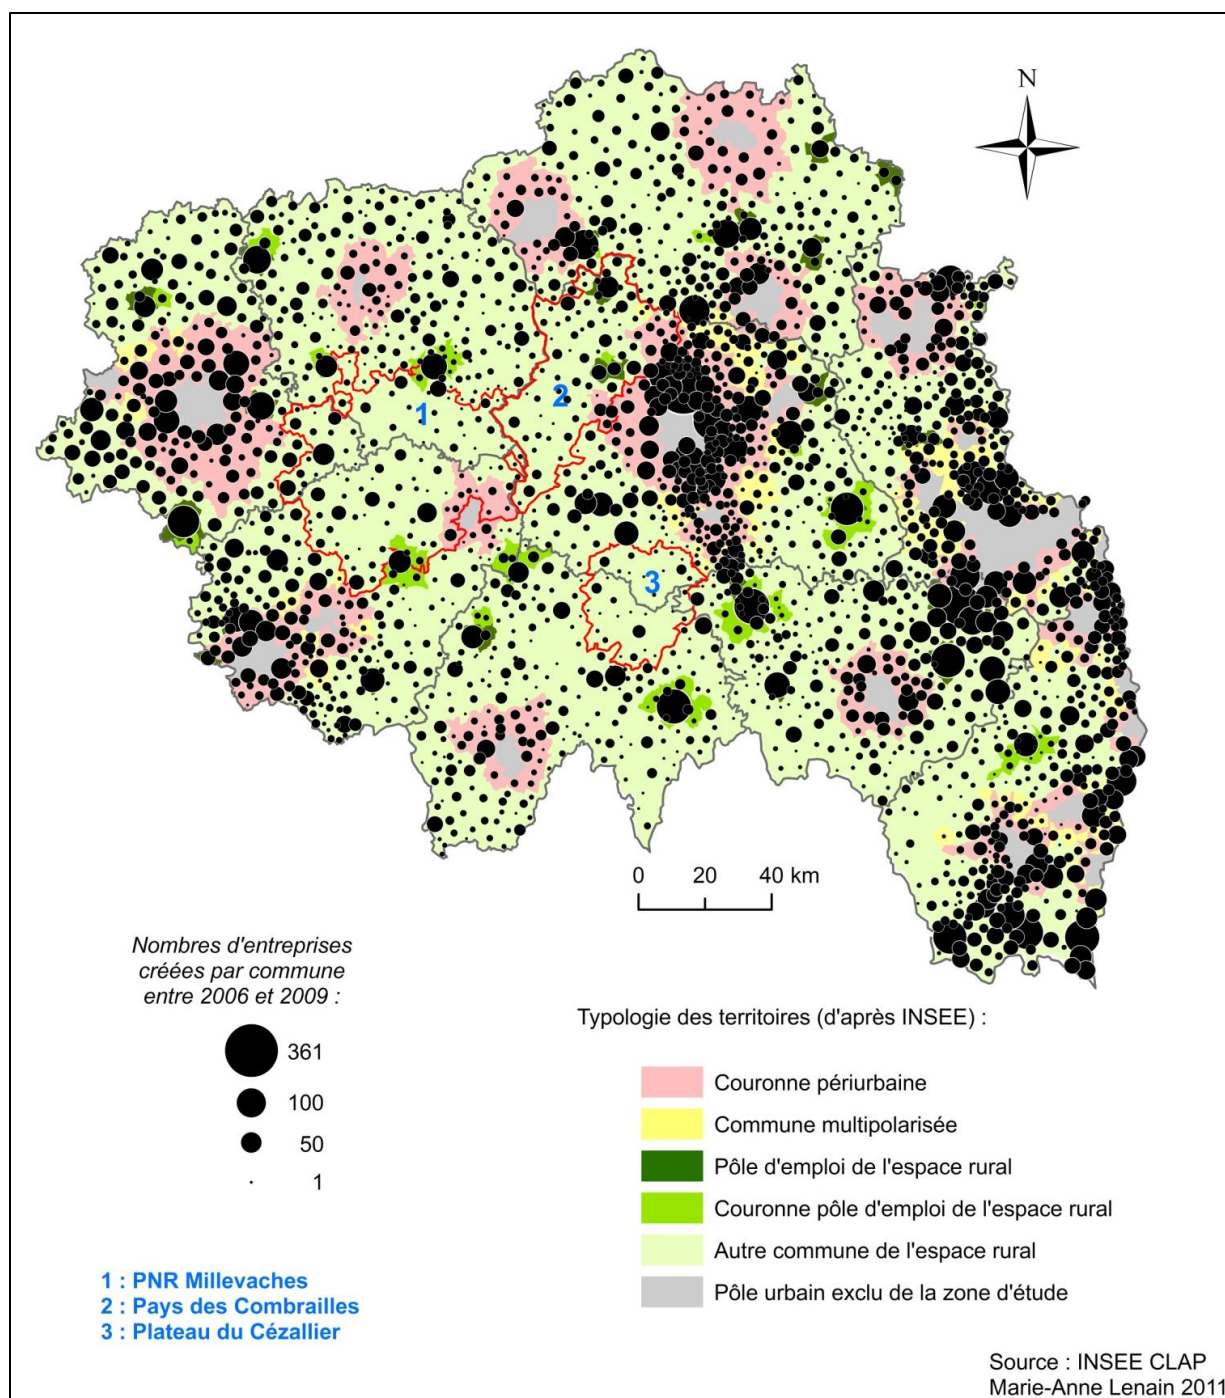 N
1
2
3
0 20 40 km
Nombres d'entreprises
créées par commune
entre 2006 et 2009 :
361
100
50
1
Typologie des territoires (d'après INSEE) :
Couronne périurbaine
Commune multipolarisée
Pôle d'emploi de l'espace rural
Couronne pôle d'emploi de l'espace rural
Autre commune de l'espace rural
Pôle urbain exclu de la zone d'étude
1 : PNR Millevaches
2 : Pays des Combrailles
3 : Plateau du Cézallier
Source : INSEE CLAP
Marie-Anne Lenain 2011